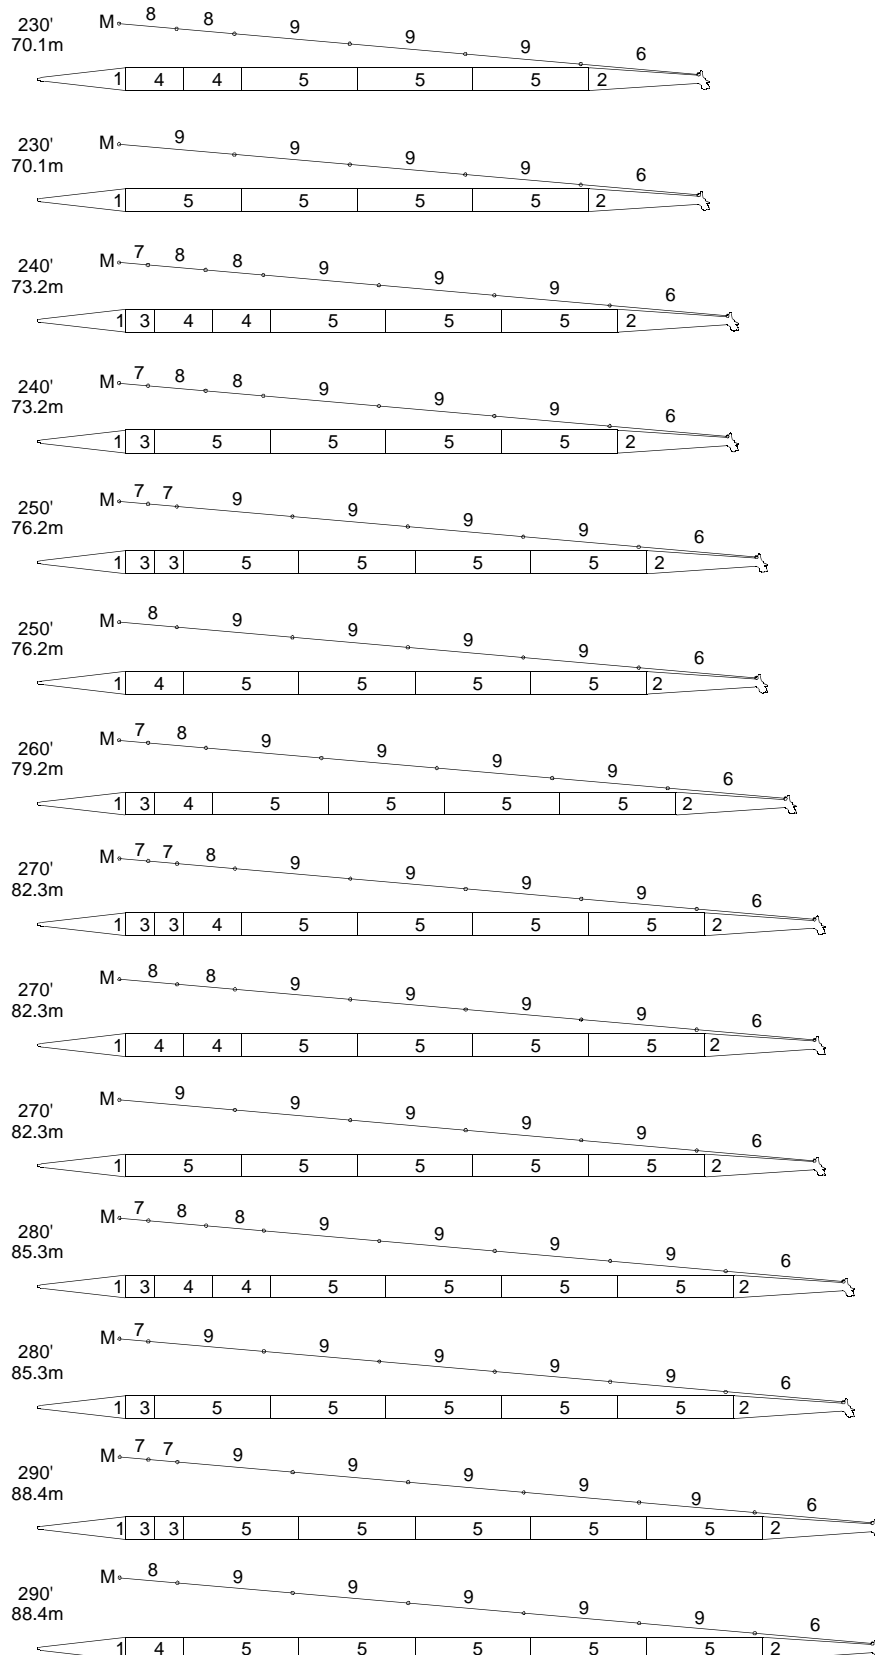 230' M 8 8 9 9 9 6
70.1m 1 4 4 5 5 5 2
230' M 9 9 9 9 6
70.1m 1 5 5 5 5 2
240' M 7 8 8 9 9 9 6
73.2m 1 3 4 4 5 5 5 2
240' M 7 8 8 9 9 9 6
73.2m 1 3 5 5 5 5 2
250' M 7 7 9 9 9 9 6
76.2m 1 3 3 5 5 5 5 2
250' M 8 9 9 9 9 6
76.2m 1 4 5 5 5 5 2
260' M 7 8 9 9 9 9 6
79.2m 1 3 4 5 5 5 5 2
270' M 7 7 8 9 9 9 9 6
82.3m 1 3 3 4 5 5 5 5 2
270' M 8 8 9 9 9 9 6
82.3m 1 4 4 5 5 5 5 2
270' M 9 9 9 9 9 6
82.3m 1 5 5 5 5 5 2
280' M 7 8 8 9 9 9 9 6
85.3m 1 3 4 4 5 5 5 5 2
280' M 7 9 9 9 9 9 6
85.3m 1 3 5 5 5 5 5 2
290' M 7 7 9 9 9 9 9 6
88.4m 1 3 3 5 5 5 5 5 2
290' M 8 9 9 9 9 9 6
88.4m 1 4 5 5 5 5 5 2